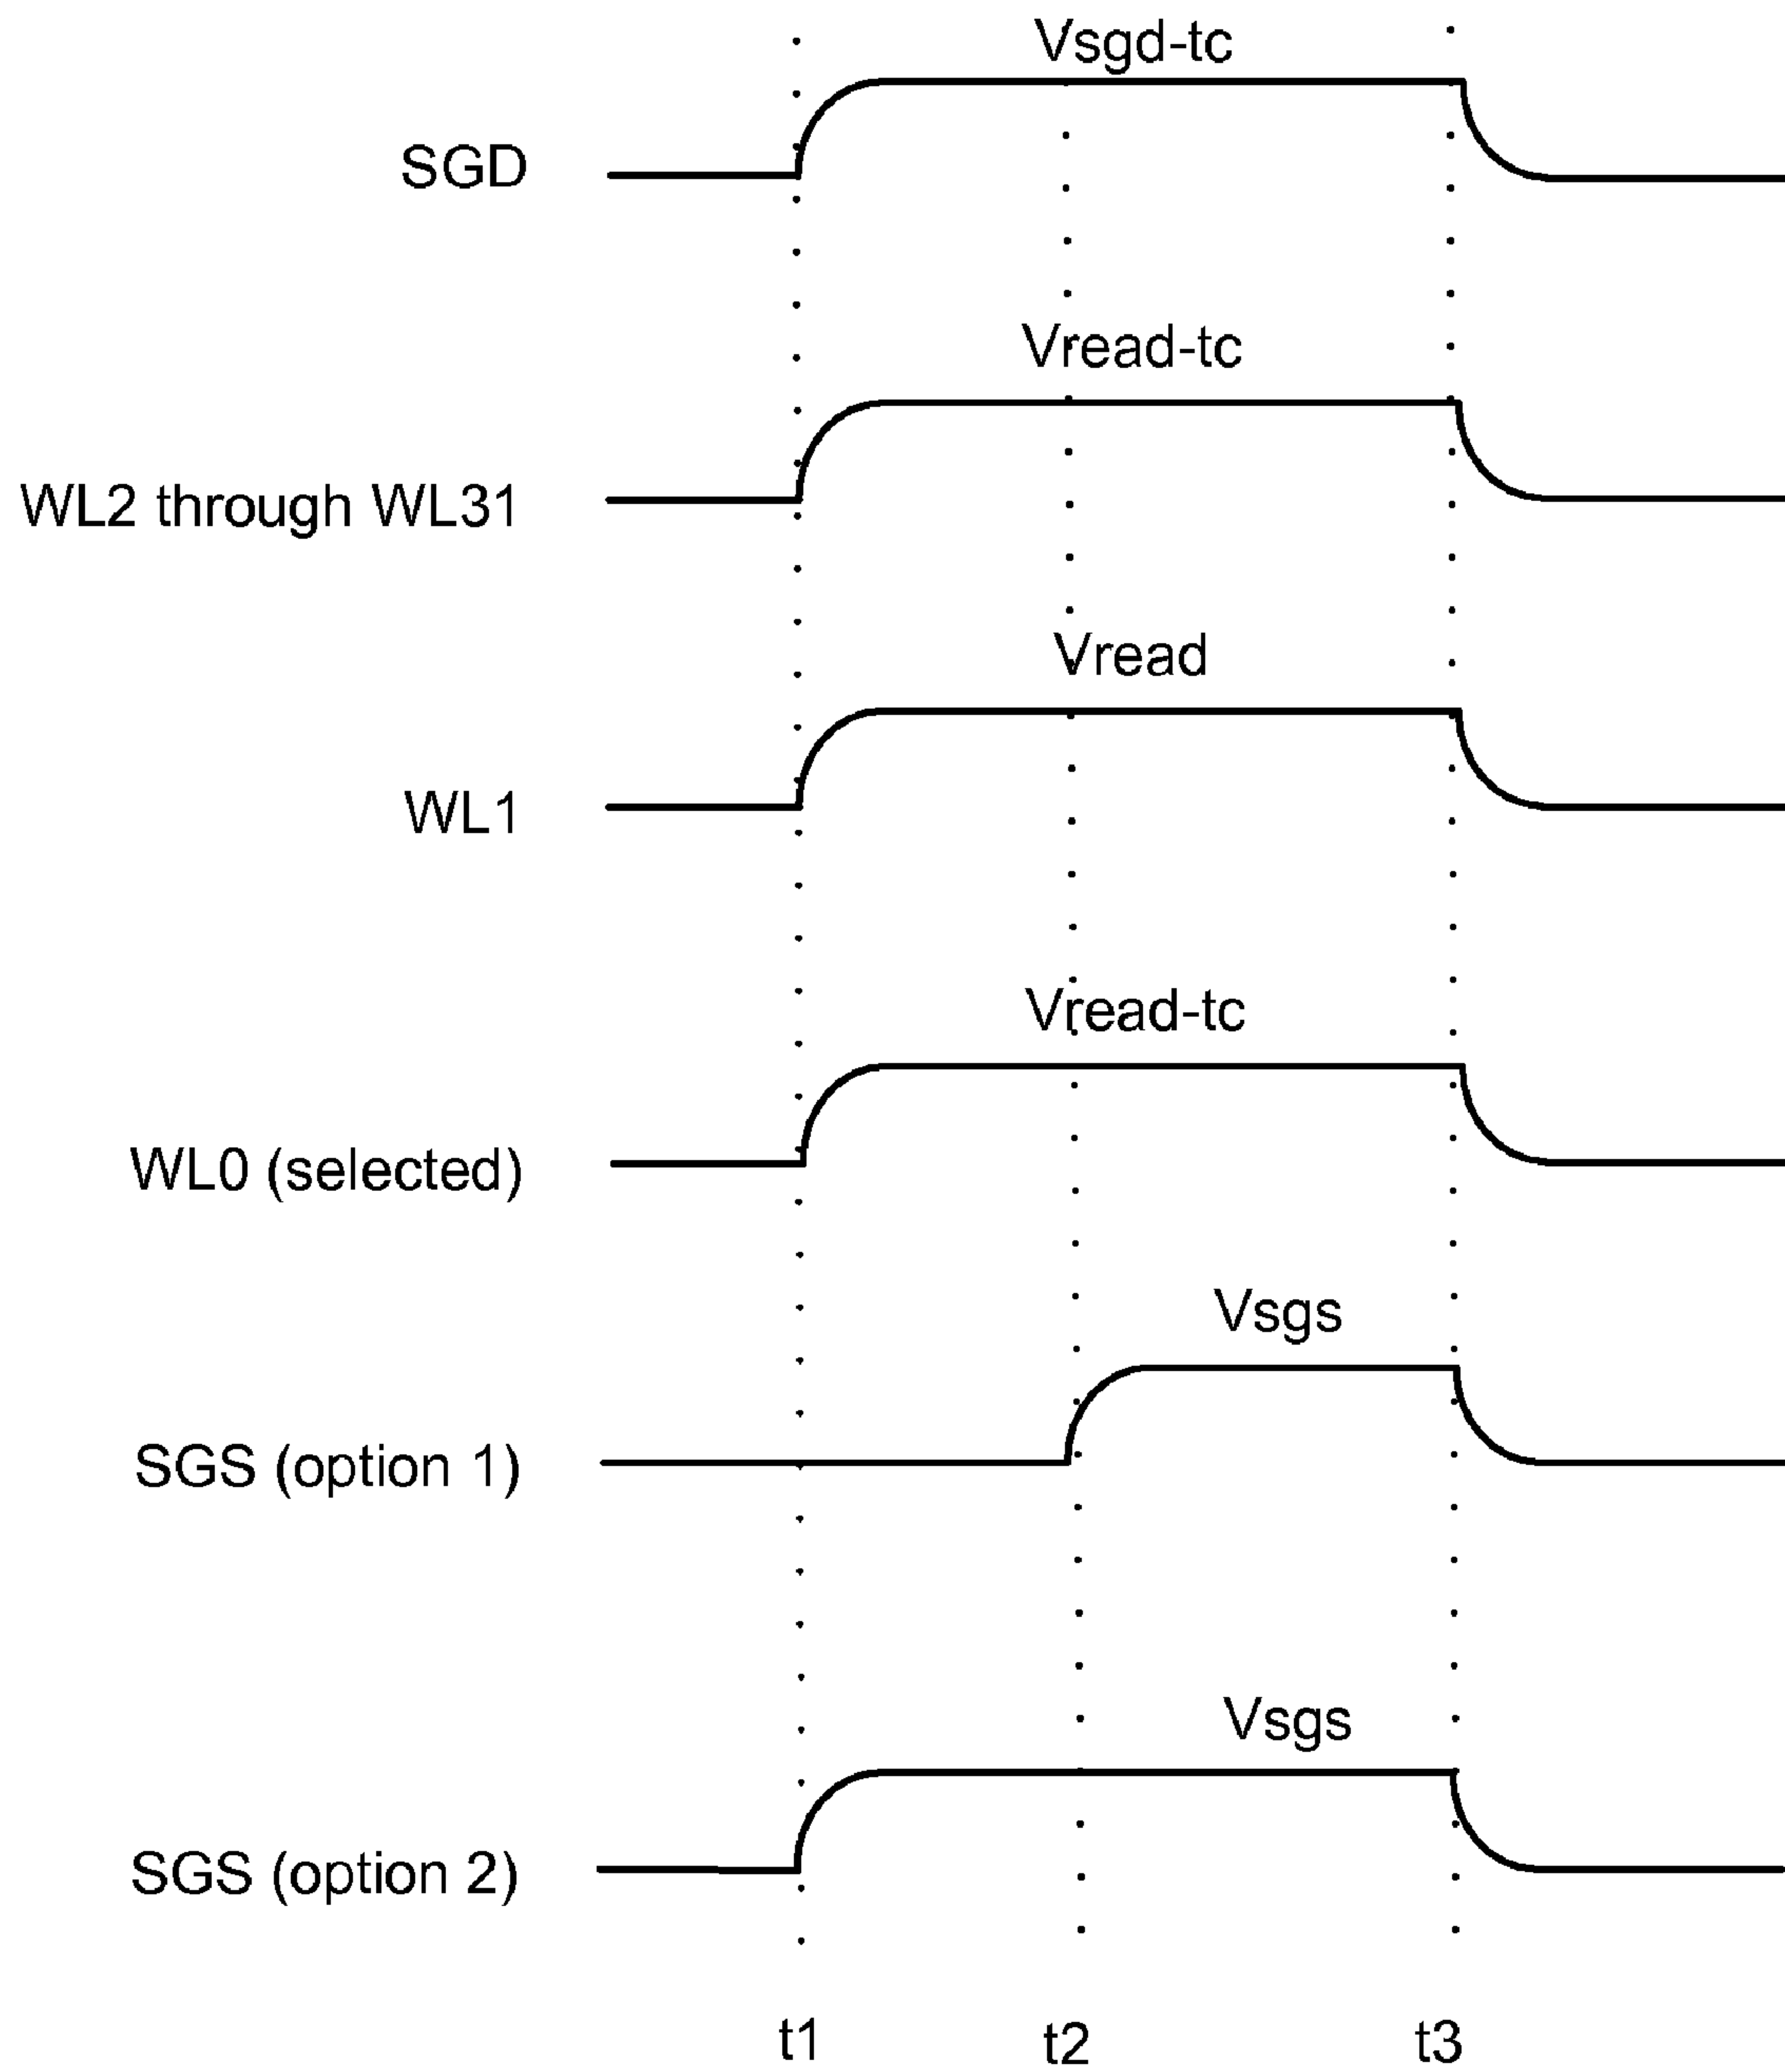 Vsgd-tc
SGD
Vread-tc
WL2 through WL31
Vread
WL1
Vread-tc
WL0 (selected)
Vsgs
SGS (option 1)
Vsgs
SGS (option 2)
t1 t2 t3